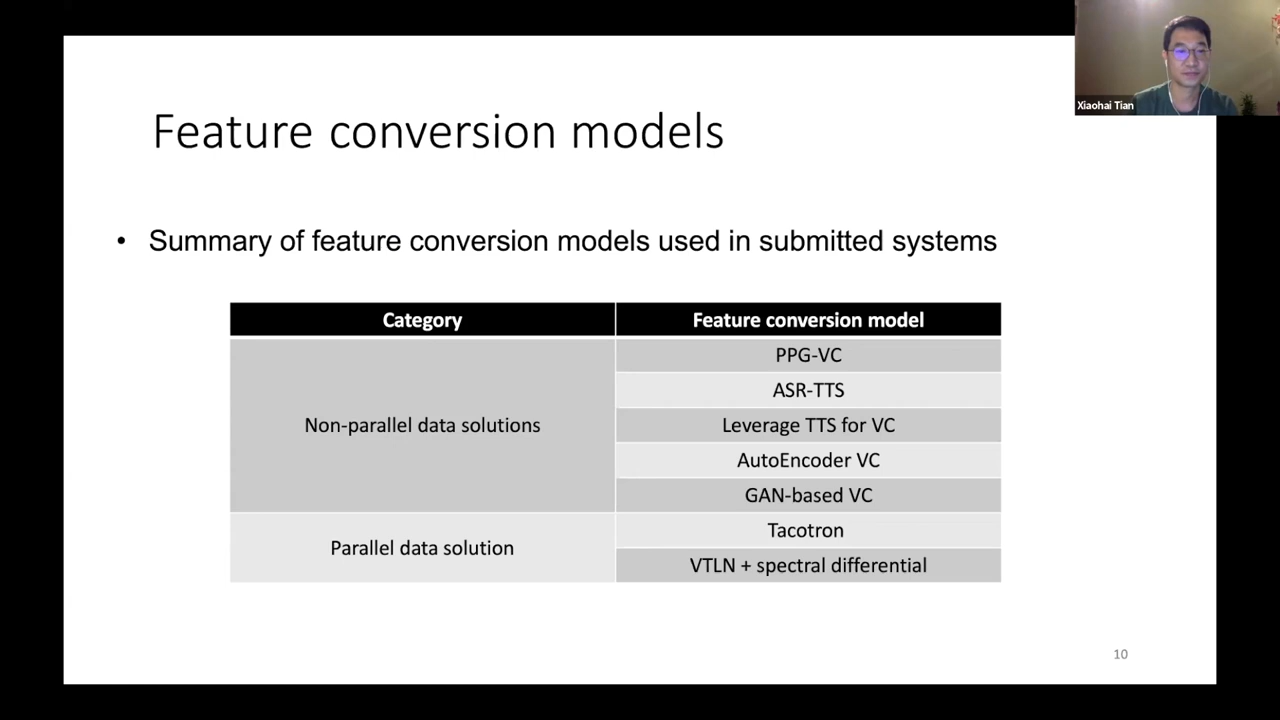 Xiaohai Tian
Feature conversion models
• Summary of feature conversion models used in submitted systems
Category
Feature conversion model
Non-parallel data solutions
PPG-VC
ASR-TTS
Leverage TTS for VC
AutoEncoder VC
GAN-based VC
Parallel data solution
Tacotron
VTLN + spectral differential
10